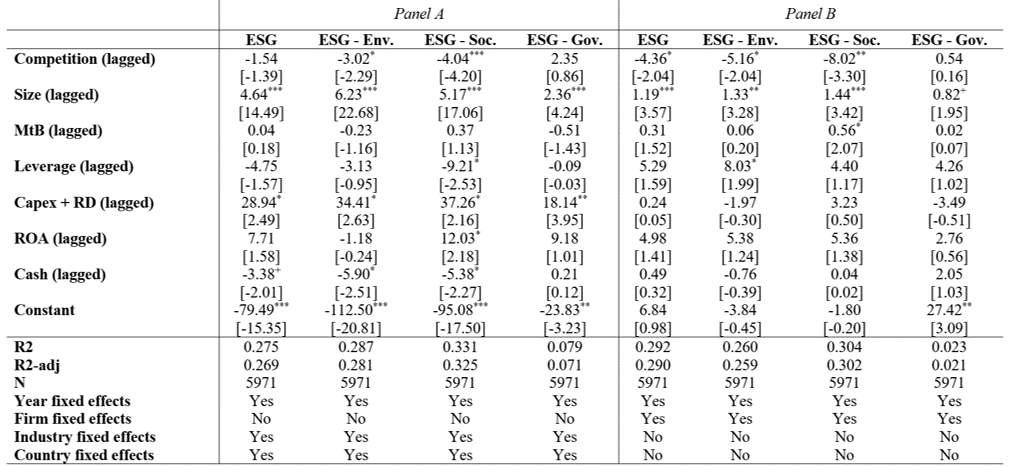 Panel A Panel B
ESG ESG - Env. ESG - Soc. ESG - Gov. ESG ESG - Env. ESG - Soc. ESG - Gov.
Competition (lagged) -1.54 -3.02* -4.04*** 2.35 -4.36* -5.16* -8.02** 0.54
[-1.39] [-2.29] [-4.20] [0.86] [-2.04] [-2.04] [-3.30] [0.16]
Size (lagged) 4.64*** 6.23*** 5.17*** 2.36*** 1.19*** 1.33** 1.44*** 0.82+
[14.49] [22.68] [17.06] [4.24] [3.57] [3.28] [3.42] [1.95]
MtB (lagged) 0.04 -0.23 0.37 -0.51 0.31 0.06 0.56* 0.02
[0.18] [-1.16] [1.13] [-1.43] [1.52] [0.20] [2.07] [0.07]
Leverage (lagged) -4.75 -3.13 -9.21* -0.09 5.29 8.03* 4.40 4.26
[-1.57] [-0.95] [-2.53] [-0.03] [1.59] [1.99] [1.17] [1.02]
Capex + RD (lagged) 28.94* 34.41* 37.26* 18.14** 0.24 -1.97 3.23 -3.49
[2.49] [2.63] [2.16] [3.95] [0.05] [-0.30] [0.50] [-0.51]
ROA (lagged) 7.71 -1.18 12.03* 9.18 4.98 5.38 5.36 2.76
[1.58] [-0.24] [2.18] [1.01] [1.41] [1.24] [1.38] [0.56]
Cash (lagged) -3.38+ -5.90* -5.38* 0.21 0.49 -0.76 0.04 2.05
[-2.01] [-2.51] [-2.27] [0.12] [0.32] [-0.39] [0.02] [1.03]
Constant -79.49*** -112.50*** -95.08*** -23.83** 6.84 -3.84 -1.80 27.42**
[-15.35] [-20.81] [-17.50] [-3.23] [0.98] [-0.45] [-0.20] [3.09]
R2 0.275 0.287 0.331 0.079 0.292 0.260 0.304 0.023
R2-adj 0.269 0.281 0.325 0.071 0.290 0.259 0.302 0.021
N 5971 5971 5971 5971 5971 5971 5971 5971
Year fixed effects Yes Yes Yes Yes Yes Yes Yes Yes
Firm fixed effects No No No No Yes Yes Yes Yes
Industry fixed effects Yes Yes Yes Yes No No No No
Country fixed effects Yes Yes Yes Yes No No No No